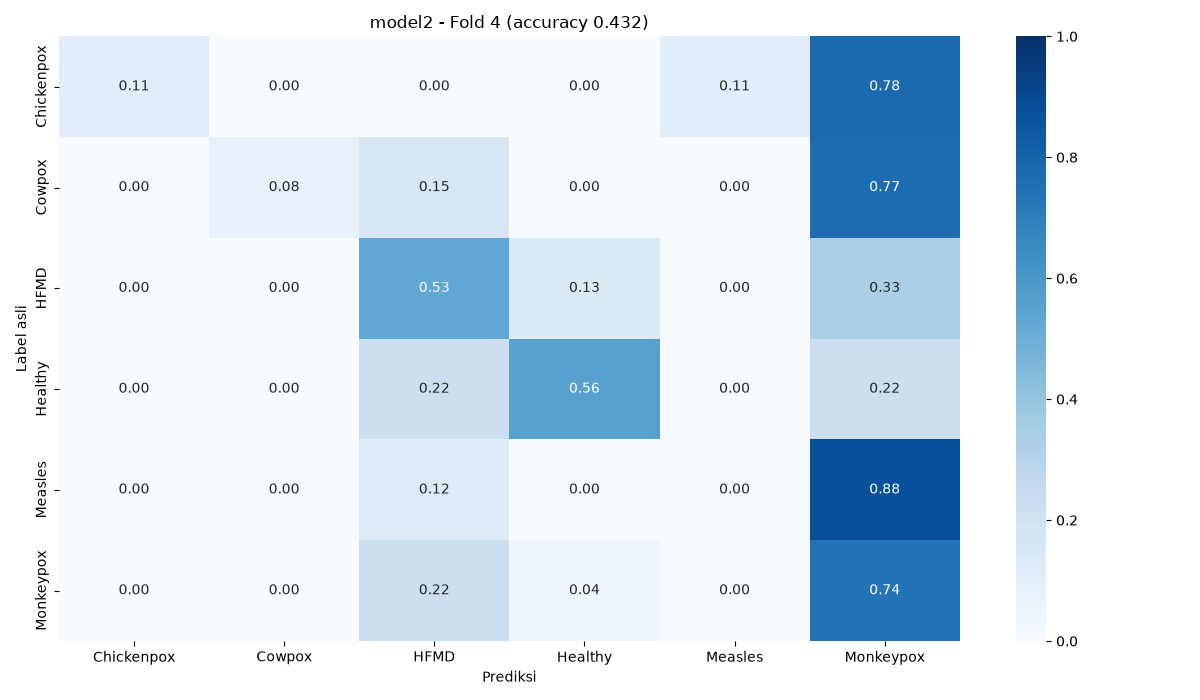 model2 - Fold 4 (accuracy 0.432)
Label asli
Chickenpox 0.11 0.00 0.00 0.00 0.11 0.78
Cowpox 0.00 0.08 0.15 0.00 0.00 0.77
HFMD 0.00 0.00 0.53 0.13 0.00 0.33
Healthy 0.00 0.00 0.22 0.56 0.00 0.22
Measles 0.00 0.00 0.12 0.00 0.00 0.88
Monkeypox 0.00 0.00 0.22 0.04 0.00 0.74
Chickenpox Cowpox HFMD Healthy Measles Monkeypox
Prediksi
1.0
0.8
0.6
0.4
0.2
0.0